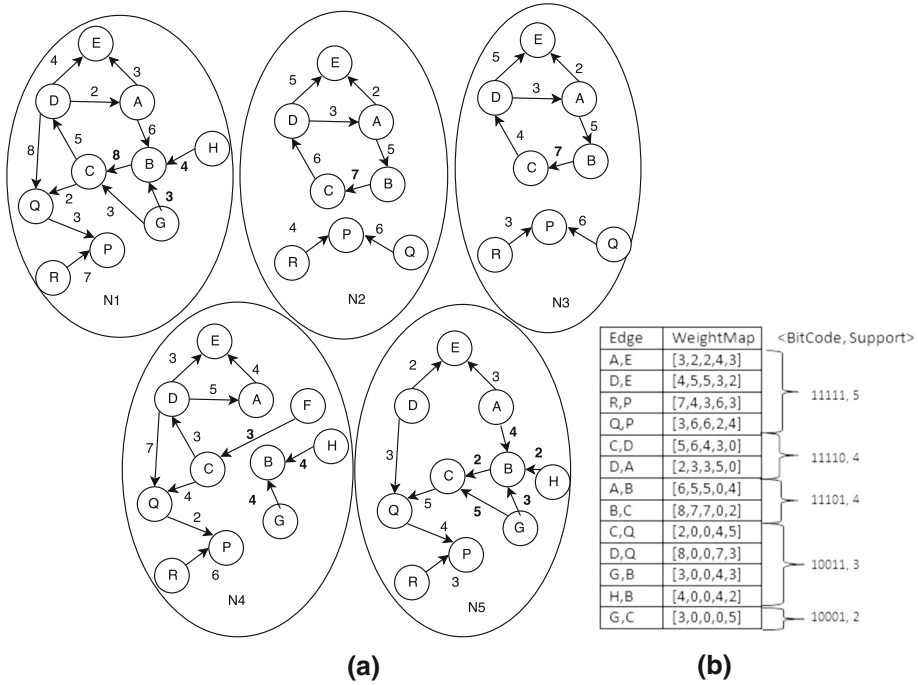 E
4
3
D
2
A
6
H
8
5
8
B
4
C
2
3
Q
3
3
G
P
R
7
N1
E
5
2
D
3
A
5
6
7
C
B
4
P
6
R
Q
N2
E
5
2
D
3
A
5
4
7
C
B
3
P
6
R
Q
N3
E
3
4
D
5
A
F
3
3
7
H
C
B
4
4
4
Q
G
2
P
R
6
N4
E
2
3
D
A
4
3
2
2
C
B
H
5
3
5
Q
G
4
P
R
3
N5
(a)
Edge WeightMap <BitCode, Support>
A,E [3,2,2,4,3]
D,E [4,5,5,3,2]
R,P [7,4,3,6,3]
Q,P [3,6,6,2,4]
11111, 5
C,D [5,6,4,3,0]
D,A [2,3,3,5,0]
11110, 4
A,B [6,5,5,0,4]
B,C [8,7,7,0,2]
11101, 4
C,Q [2,0,0,4,5]
D,Q [8,0,0,7,3]
G,B [3,0,0,4,3]
H,B [4,0,0,4,2]
10011, 3
G,C [3,0,0,0,5]
10001, 2
(b)